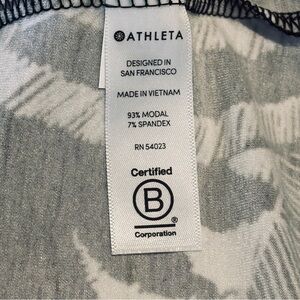 ATHLETA
DESIGNED IN
SAN FRANCISCO
MADE IN VIETNAM
93% MODAL
7% SPANDEX
RN 54023
Certified
B
®
Corporation